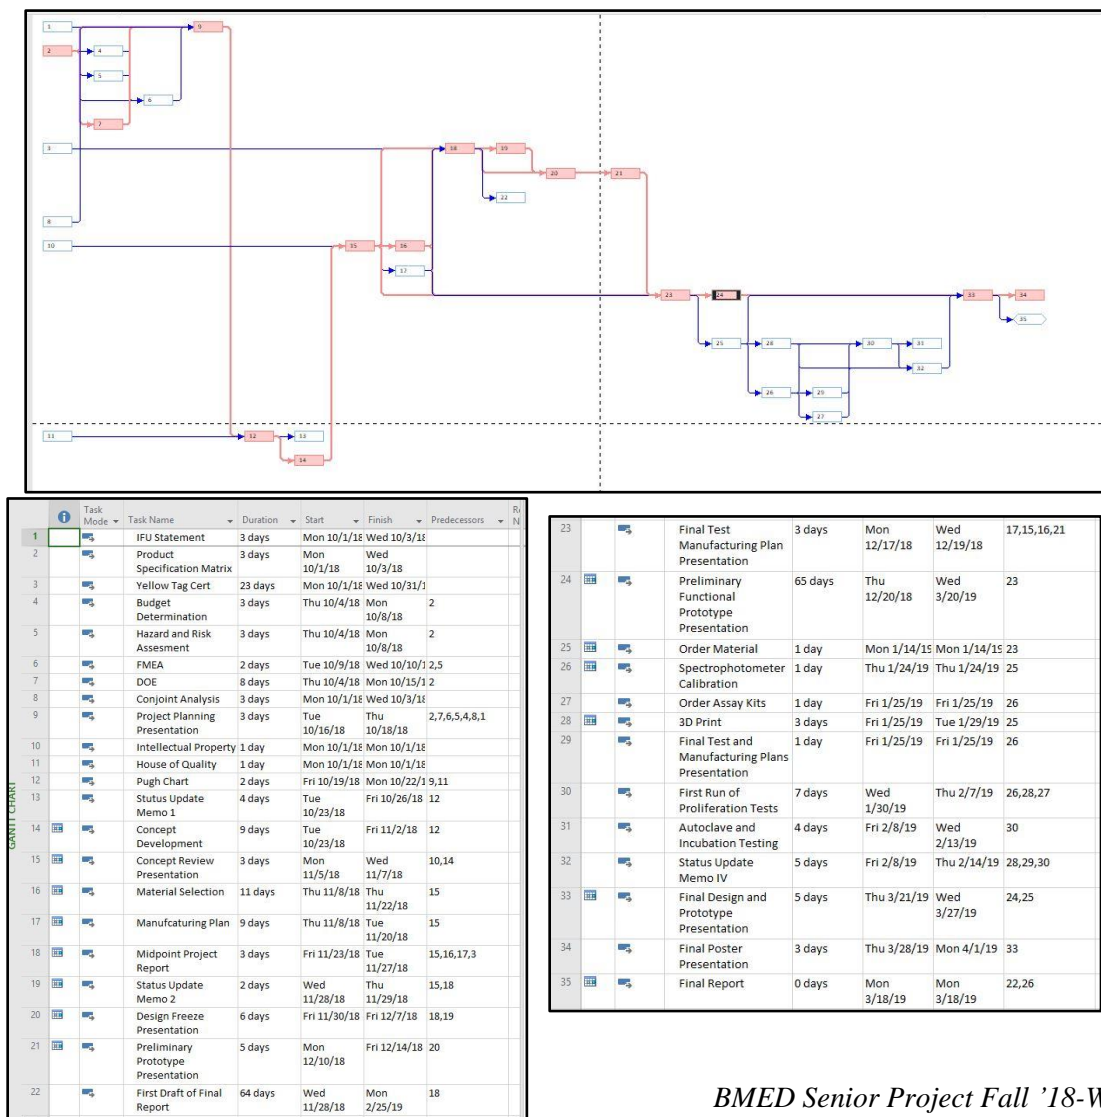 1
9
2
4
5
6
7
3
18
19
20
21
22
8
10
15
16
17
23
24
33
34
35
25
28
30
31
32
26
29
27
11
12
13
14
Task Mode Task Name Duration Start Finish Predecessors
GANTT CHART
1 IFU Statement 3 days Mon 10/1/18 Wed 10/3/18
2 Product Mon Wed
Specification Matrix 3 days 10/1/18 10/3/18
3 Yellow Tag Cert 23 days Mon 10/1/18 Wed 10/31/1
4 Budget 3 days Thu 10/4/18 Mon 2
Determination 10/8/18
5 Hazard and Risk 3 days Thu 10/4/18 Mon 2
Assesment 10/8/18
6 FMEA 2 days Tue 10/9/18 Wed 10/10/1 2,5
7 DOE 8 days Thu 10/4/18 Mon 10/15/1 2
8 Conjoint Analysis 3 days Mon 10/1/18 Wed 10/3/18
9 Project Planning 3 days Tue Thu 2,7,6,5,4,8,1
Presentation 10/16/18 10/18/18
10 Intellectual Property 1 day Mon 10/1/18 Mon 10/1/18
11 House of Quality 1 day Mon 10/1/18 Mon 10/1/18
12 Pugh Chart 2 days Fri 10/19/18 Mon 10/22/1 9,11
13 Stutus Update 4 days Tue Fri 10/26/18 12
Memo 1 10/23/18
14 Concept 9 days Tue Fri 11/2/18 12
Development 10/23/18
15 Concept Review 3 days Mon Wed 10,14
Presentation 11/5/18 11/7/18
16 Material Selection 11 days Thu 11/8/18 Thu 15
11/22/18
17 Manufcaturing Plan 9 days Thu 11/8/18 Tue 15
11/20/18
18 Midpoint Project 3 days Fri 11/23/18 Tue 15,16,17,3
Report 11/27/18
19 Status Update 2 days Wed Thu 15,18
Memo 2 11/28/18 11/29/18
20 Design Freeze 6 days Fri 11/30/18 Fri 12/7/18 18,19
Presentation
21 Preliminary 5 days Mon Fri 12/14/18 20
Prototype 12/10/18
Presentation
22 First Draft of Final 64 days Wed Mon 18
Report 11/28/18 2/25/19
23 Final Test 3 days Mon Wed 17,15,16,21
Manufacturing Plan 12/17/18 12/19/18
Presentation
24 Preliminary 65 days Thu Wed 23
Functional 12/20/18 3/20/19
Prototype
Presentation
25 Order Material 1 day Mon 1/14/19 Mon 1/14/19 23
26 Spectrophotometer 1 day Thu 1/24/19 Thu 1/24/19 25
Calibration
27 Order Assay Kits 1 day Fri 1/25/19 Fri 1/25/19 26
28 3D Print 3 days Fri 1/25/19 Tue 1/29/19 25
29 Final Test and 1 day Fri 1/25/19 Fri 1/25/19 26
Manufacturing Plans
Presentation
30 First Run of 7 days Wed Thu 2/7/19 26,28,27
Proliferation Tests 1/30/19
31 Autoclave and 4 days Fri 2/8/19 Wed 30
Incubation Testing 2/13/19
32 Status Update 5 days Fri 2/8/19 Thu 2/14/19 28,29,30
Memo IV
33 Final Design and 5 days Thu 3/21/19 Wed 24,25
Prototype 3/27/19
Presentation
34 Final Poster 3 days Thu 3/28/19 Mon 4/1/19 33
Presentation
35 Final Report 0 days Mon Mon 22,26
3/18/19 3/18/19
BMED Senior Project Fall '18-W